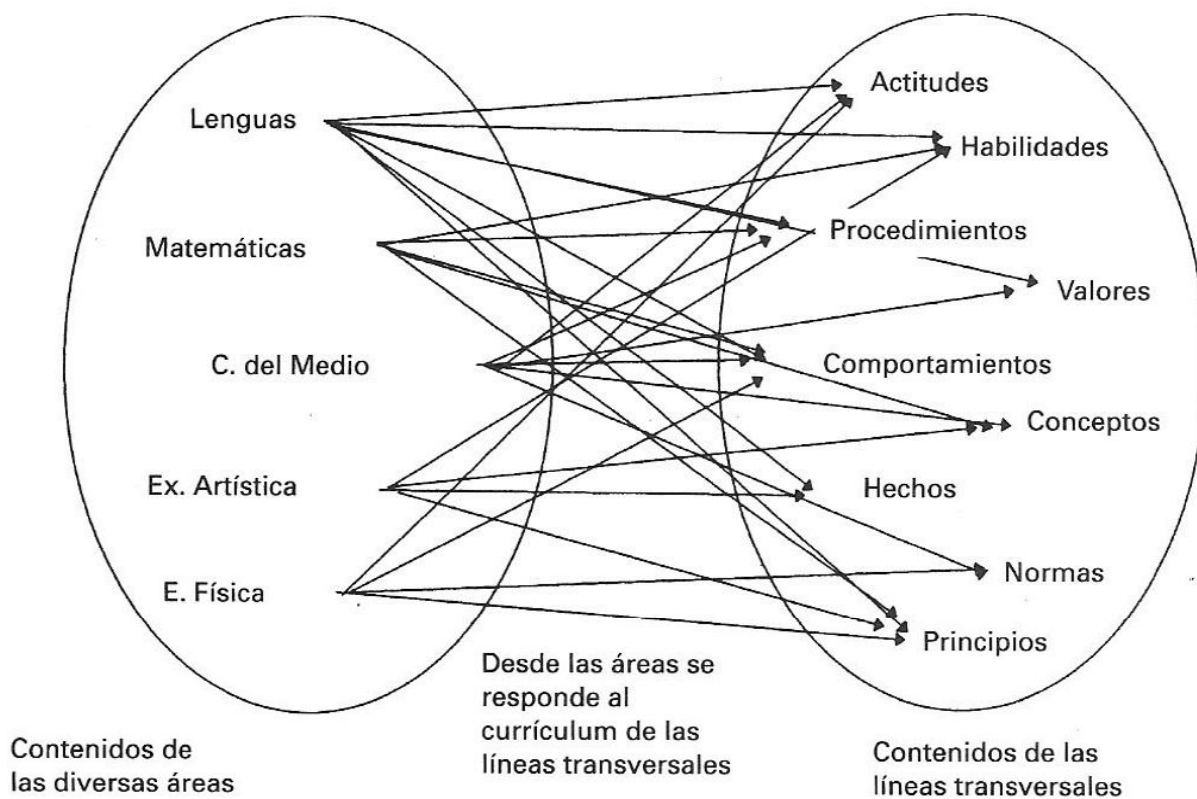 Lenguas
Matemáticas
C. del Medio
Ex. Artística
E. Física
Actitudes
Habilidades
Procedimientos
Valores
Comportamientos
Conceptos
Hechos
Normas
Principios
Contenidos de
las diversas áreas
Desde las áreas se
responde al
currículum de las
líneas transversales
Contenidos de las
líneas transversales